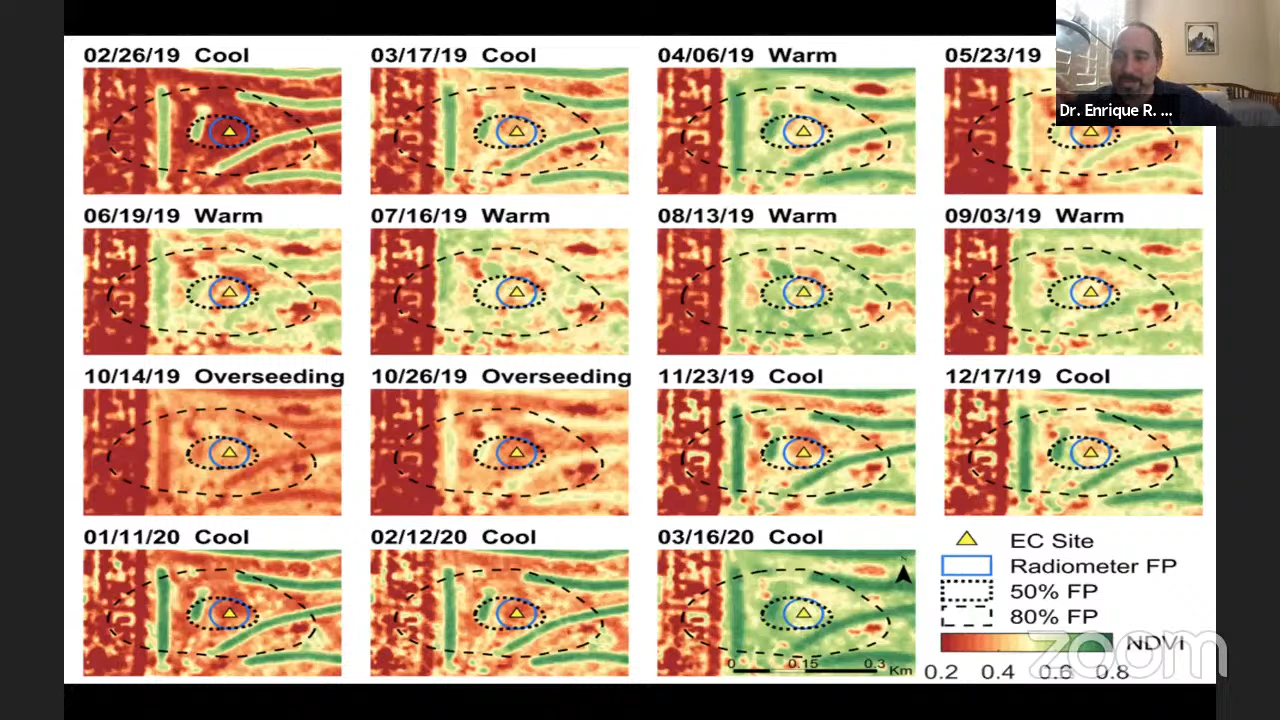 02/26/19 Cool
03/17/19 Cool
04/06/19 Warm
05/23/19
Dr. Enrique R. ...
06/19/19 Warm
07/16/19 Warm
08/13/19 Warm
09/03/19 Warm
10/14/19 Overseeding
10/26/19 Overseeding
11/23/19 Cool
12/17/19 Cool
01/11/20 Cool
02/12/20 Cool
03/16/20 Cool
N
0 0.15 0.3 Km
EC Site
Radiometer FP
50% FP
80% FP
NDVI
0.2 0.4 0.6 0.8
zoom